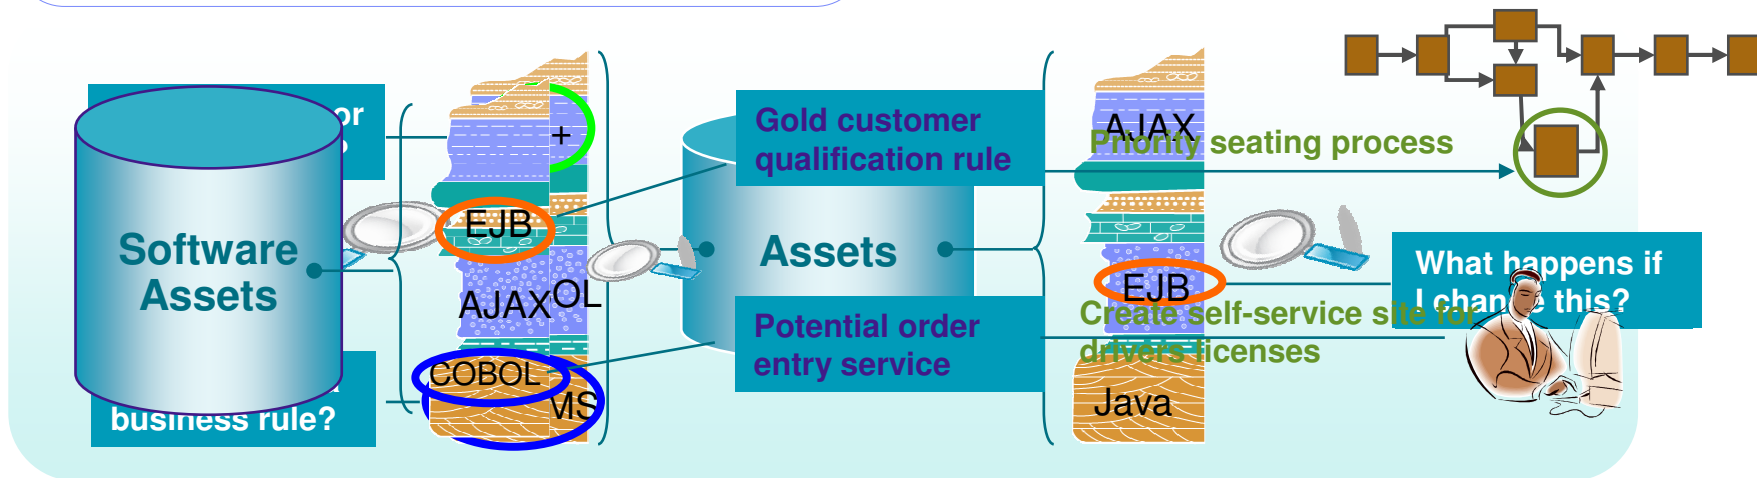 or
?
Software
Assets
business rule?
+
EJB
AJAX
OL
COBOL
MS
Gold customer
qualification rule
Assets
Potential order
entry service
AJAX
Priority seating process
EJB
What happens if
I change this?
Create self-service site for
drivers licenses
Java